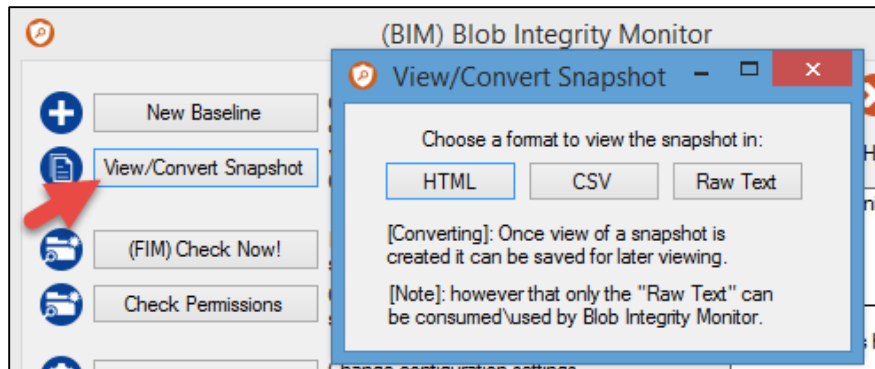 (BIM) Blob Integrity Monitor
View/Convert Snapshot
New Baseline
Choose a format to view the snapshot in:
View/Convert Snapshot
HTML CSV Raw Text
[Converting]: Once view of a snapshot is
created it can be saved for later viewing.
(FIM) Check Now!
[Note]: however that only the "Raw Text" can
be consumed\used by Blob Integrity Monitor.
Check Permissions
Change configuration settings